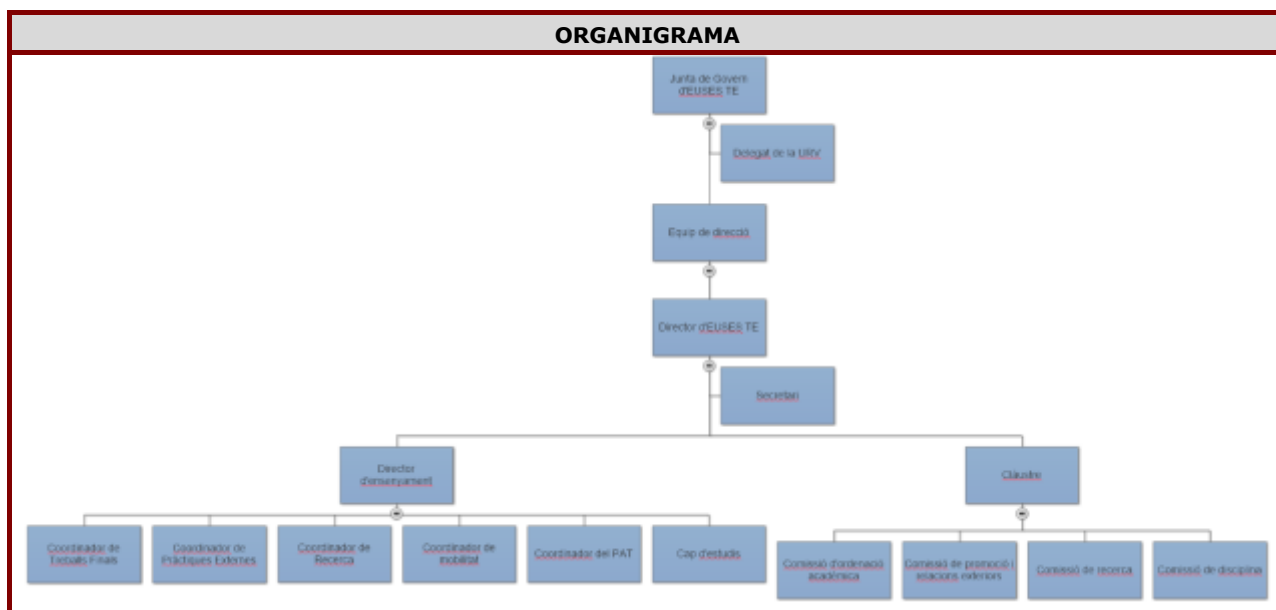 ORGANIGRAMA
Junta de Govern
d'EUSES TE
Delegat de la URV
Equip de direcció
Director d'EUSES TE
Secretari
Director
d'ensenyament
Claustre
Coordinador de
Treballs Finals
Coordinador de
Pràctiques Externes
Coordinador de
Recerca
Coordinador de
mobilitat
Coordinador del PAT
Cap d'estudis
Comissió d'ordenació
acadèmica
Comissió de promoció i
relacions exteriors
Comissió de recerca
Comissió de disciplina